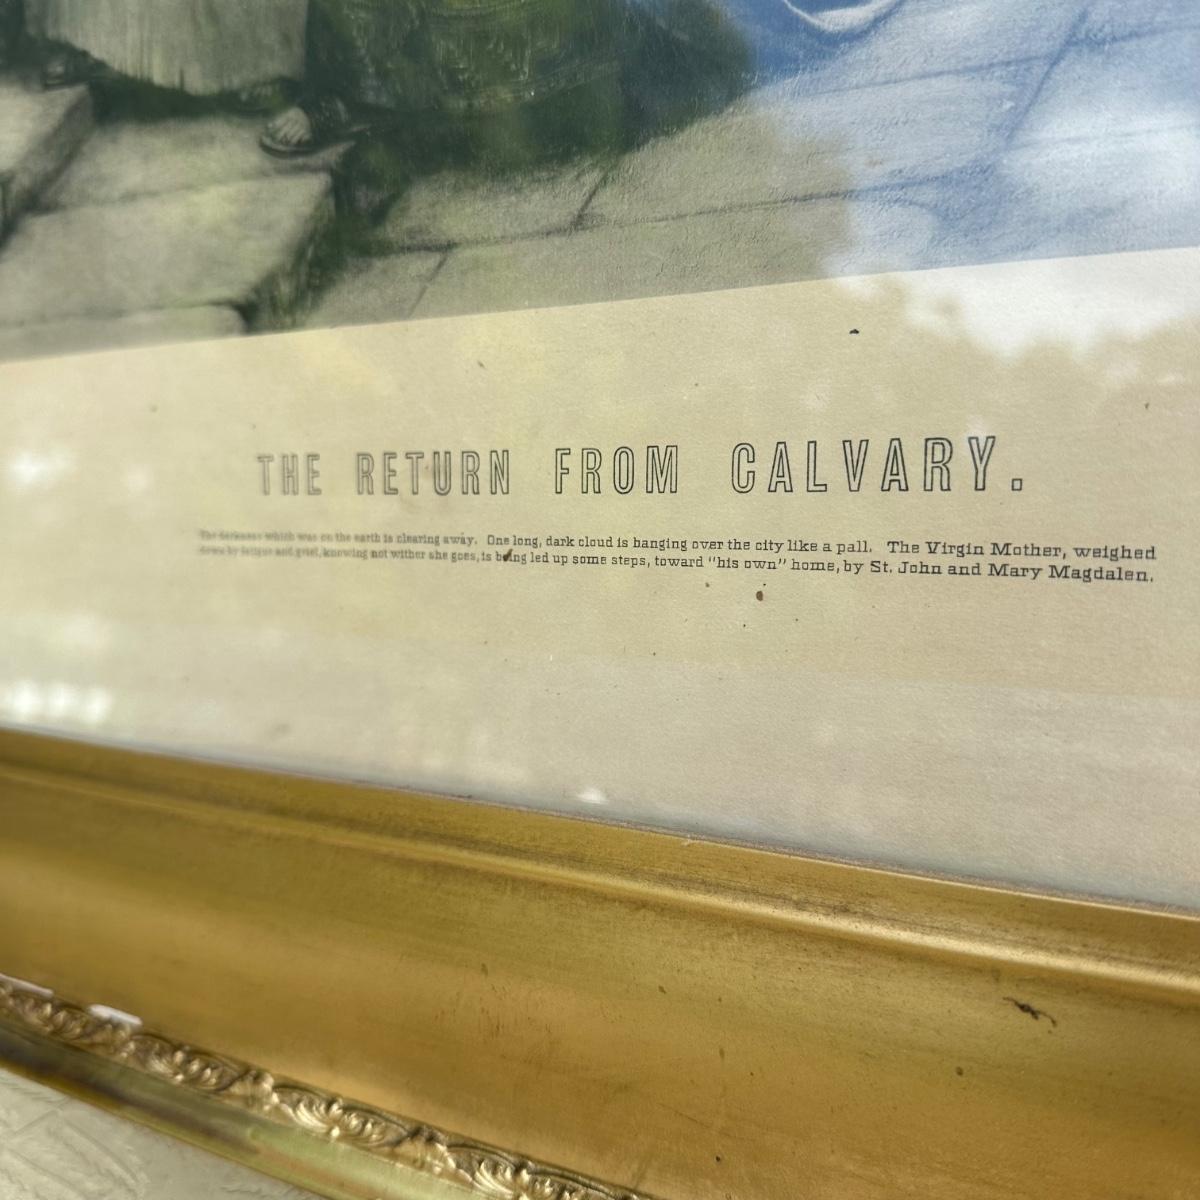 THE RETURN FROM CALVARY.
The darkness which was on the earth is clearing away. One long, dark cloud is hanging over the city like a pall. The Virgin Mother, weighed
down by fatigue and grief, knowing not wither she goes, is being led up some steps, toward "his own" home, by St. John and Mary Magdalen.